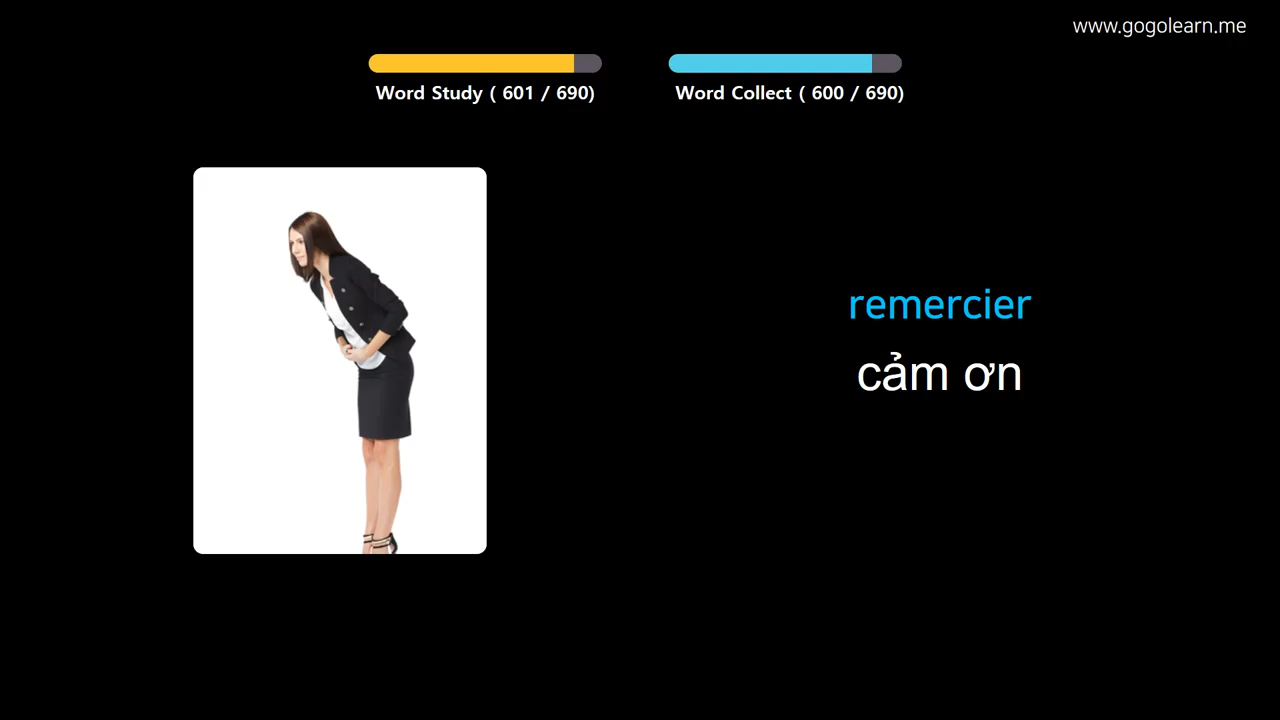 www.gogolearn.me
Word Study ( 601 / 690)
Word Collect ( 600 / 690)
remercier
cảm ơn